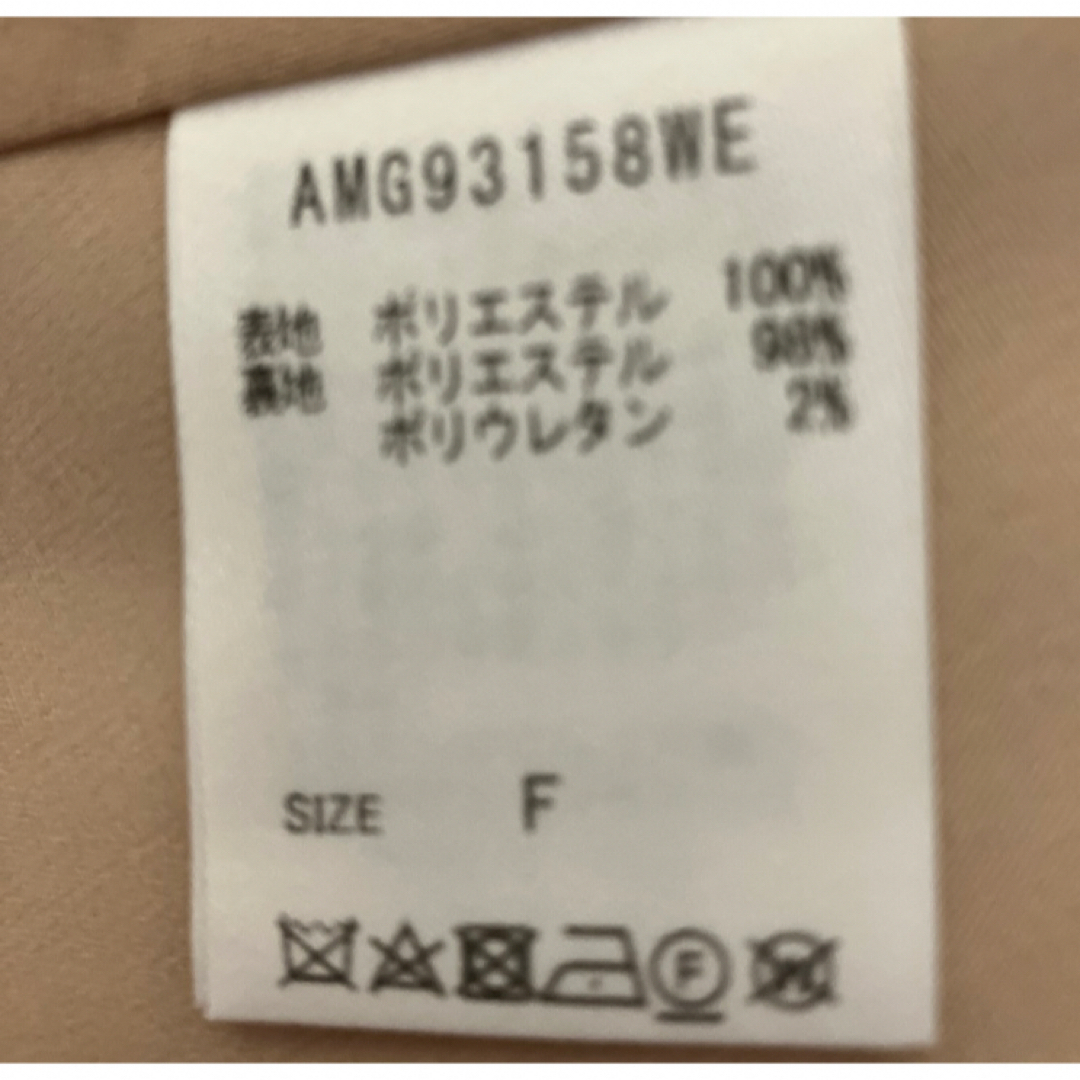 AMG93158WE
表地 ポリエステル 100%
裏地 ポリエステル 98%
ポリウレタン 2%
SIZE F
F W